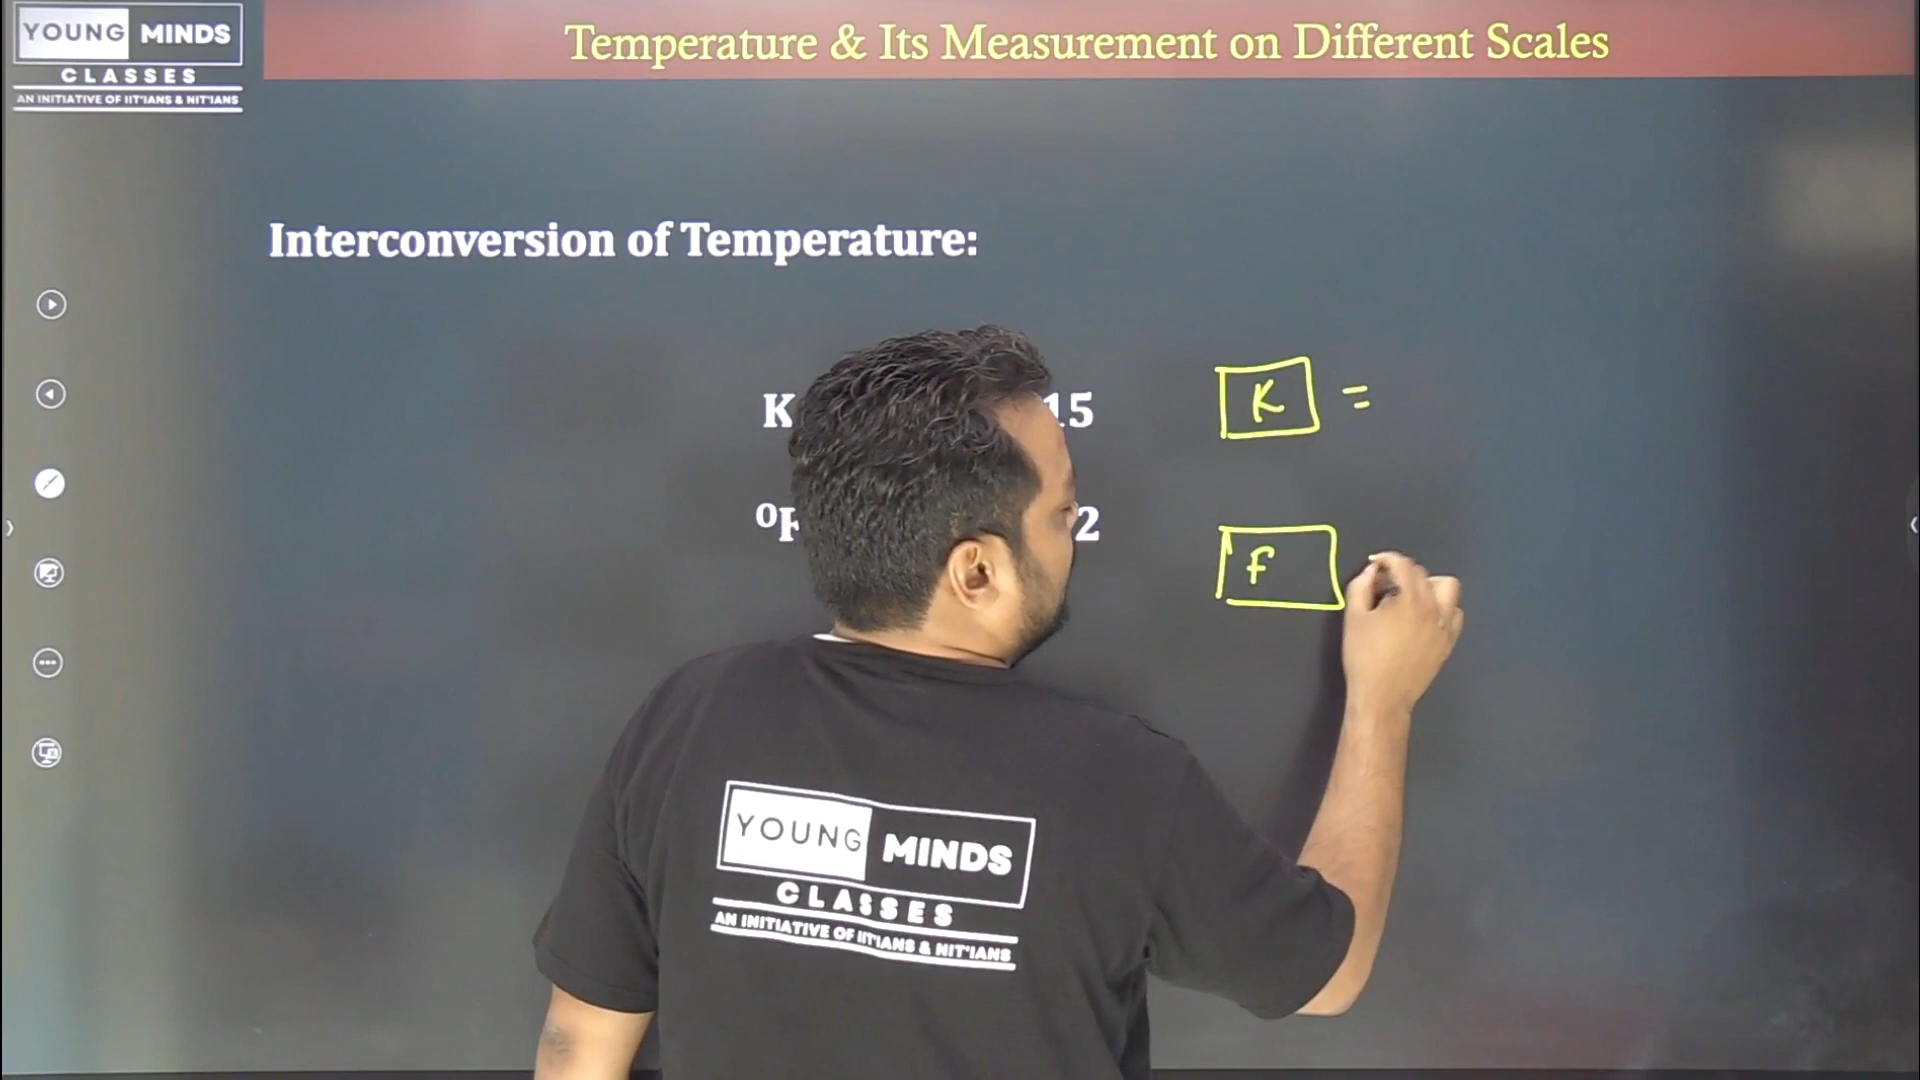 YOUNG MINDS
CLASSES
AN INITIATIVE OF IIT'IANS & NIT'IANS
Temperature & Its Measurement on Different Scales
Interconversion of Temperature:
K 15
⁰F 2
K =
f
YOUNG MINDS
CLASSES
AN INITIATIVE OF IIT'IANS & NIT'IANS